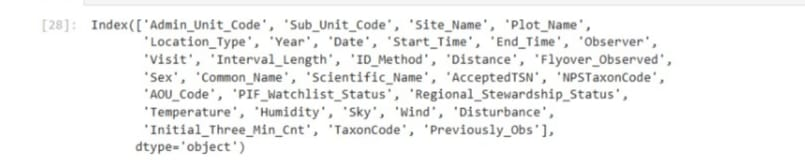 [28]: Index(['Admin_Unit_Code', 'Sub_Unit_Code', 'Site_Name', 'Plot_Name',
'Location_Type', 'Year', 'Date', 'Start_Time', 'End_Time', 'Observer',
'Visit', 'Interval_Length', 'ID_Method', 'Distance', 'Flyover_Observed',
'Sex', 'Common_Name', 'Scientific_Name', 'AcceptedTSN', 'NPSTaxonCode',
'AOU_Code', 'PIF_Watchlist_Status', 'Regional_Stewardship_Status',
'Temperature', 'Humidity', 'Sky', 'Wind', 'Disturbance',
'Initial_Three_Min_Cnt', 'TaxonCode', 'Previously_Obs'],
dtype='object')